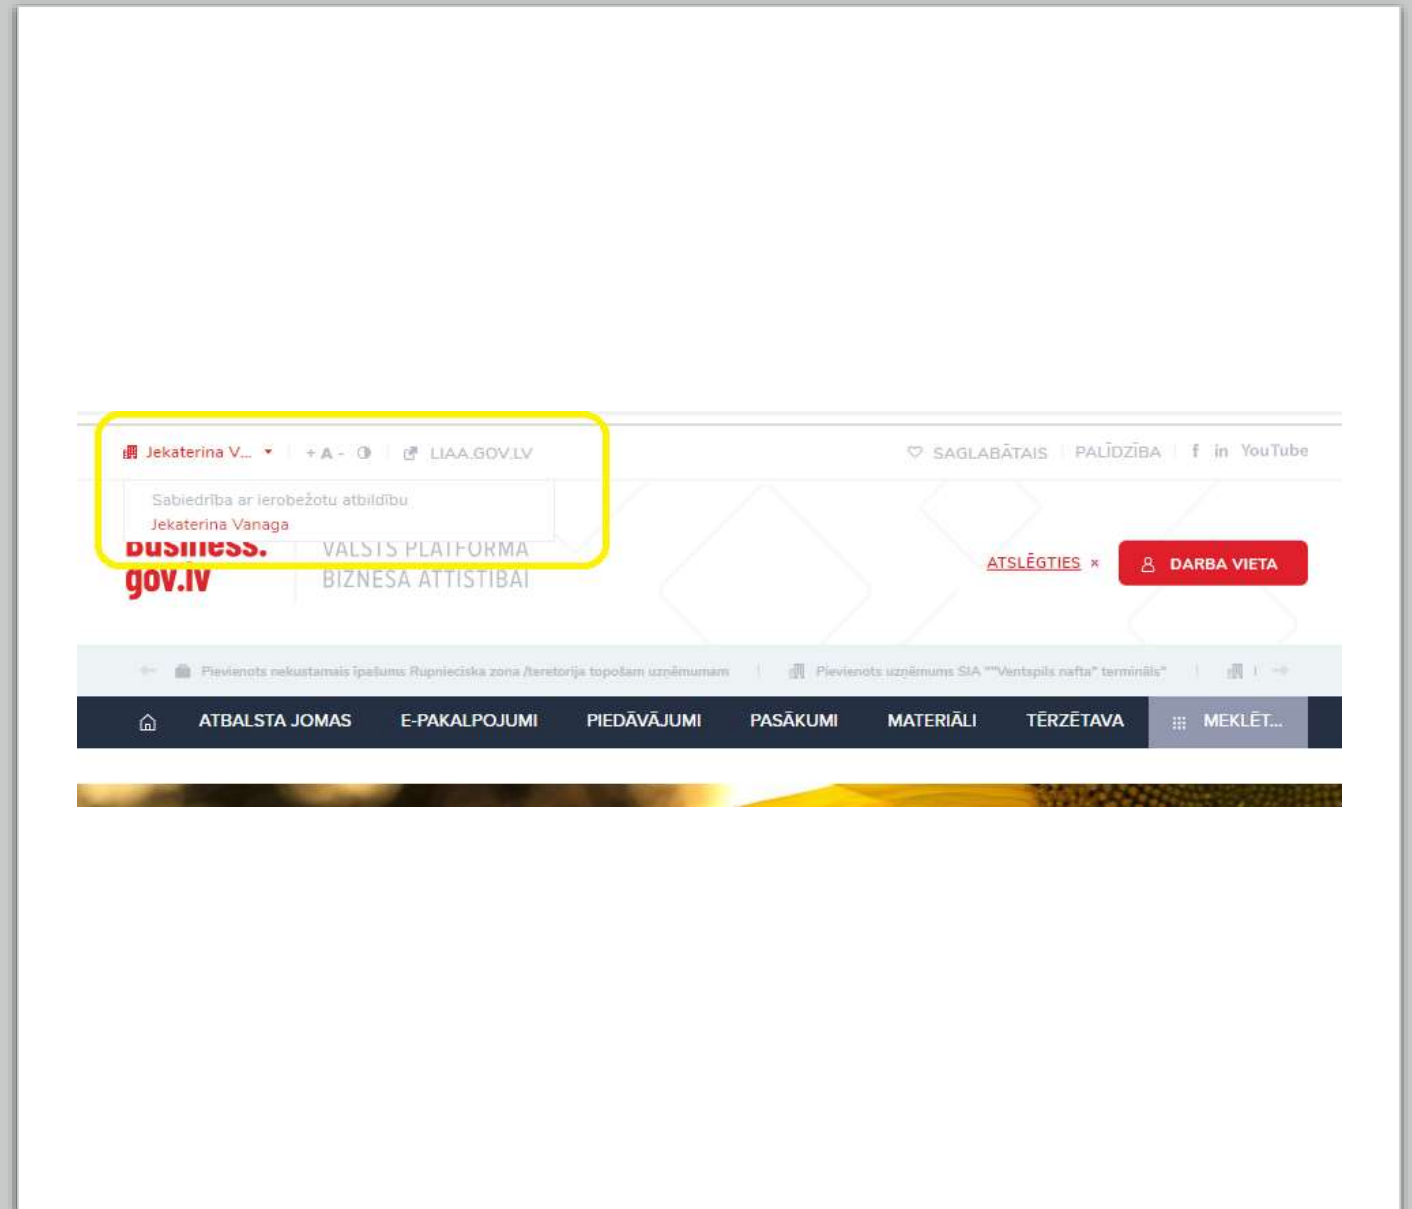 Jekaterina V...
+ A -
LIAA.GOV.LV
SAGLABĀTAIS
PALĪDZĪBA
f in YouTube
Sabiedrība ar ierobežotu atbildību
Jekaterina Vanaga
business.
gov.lv
VALSTS PLATFORMA
BIZNESA ATTĪSTĪBAI
ATSLĒGTIES ×
DARBA VIETA
Pievienots nekustamais īpašums Rupnieciska zona /teretorija topošam uzņēmumam
Pievienots uzņēmums SIA ""Ventspils nafta" termināls"
ATBALSTA JOMAS
E-PAKALPOJUMI
PIEDĀVĀJUMI
PASĀKUMI
MATERIĀLI
TĒRZĒTAVA
MEKLĒT...